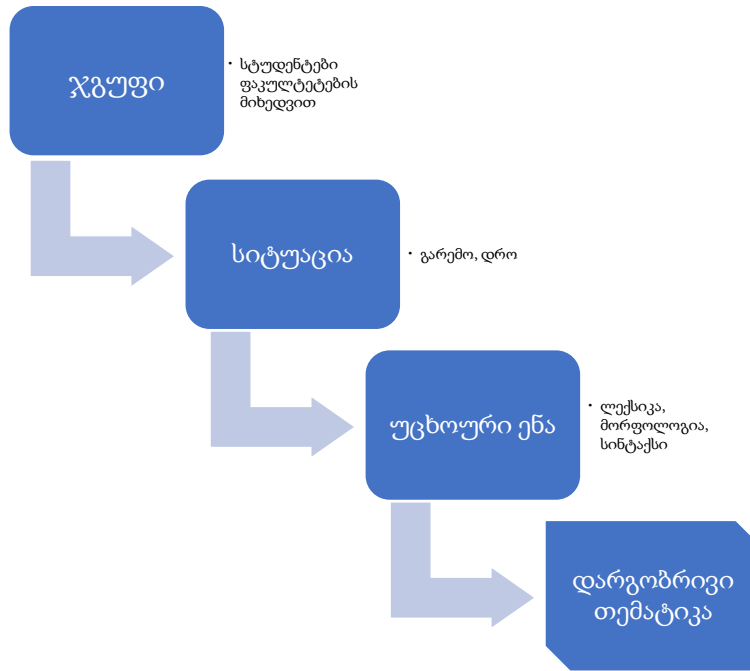 ჯგუფი
• სტუდენტები
ფაკულტეტების
მიხედვით
სიტუაცია
• გარემო, დრო
უცხოური ენა
• ლექსიკა,
მორფოლოგია,
სინტაქსი
დარგობრივი
თემატიკა